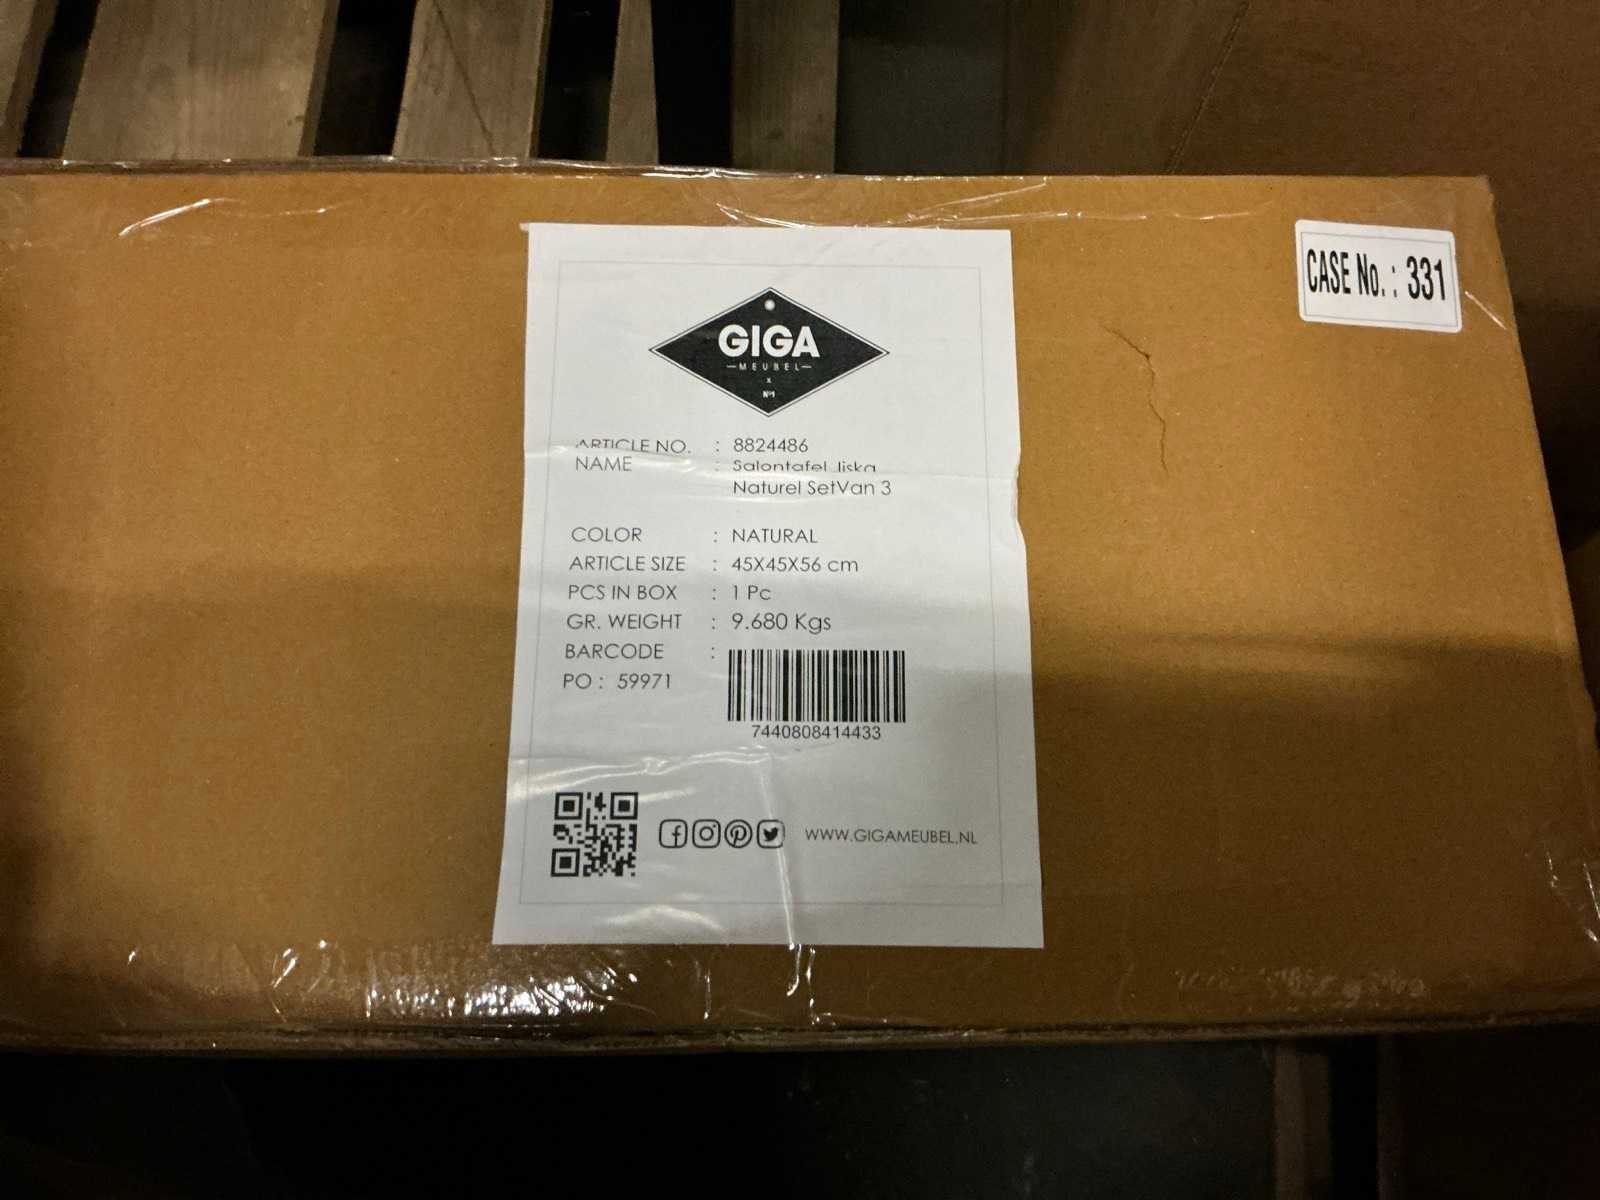 CASE No. : 331
GIGA
MEUBEL
x
Nº1
ARTICLE NO. : 8824486
NAME : Salontafel Jiska
Naturel SetVan 3
COLOR : NATURAL
ARTICLE SIZE : 45X45X56 cm
PCS IN BOX : 1 Pc
GR. WEIGHT : 9.680 Kgs
BARCODE :
PO : 59971
7440808414433
WWW.GIGAMEUBEL.NL